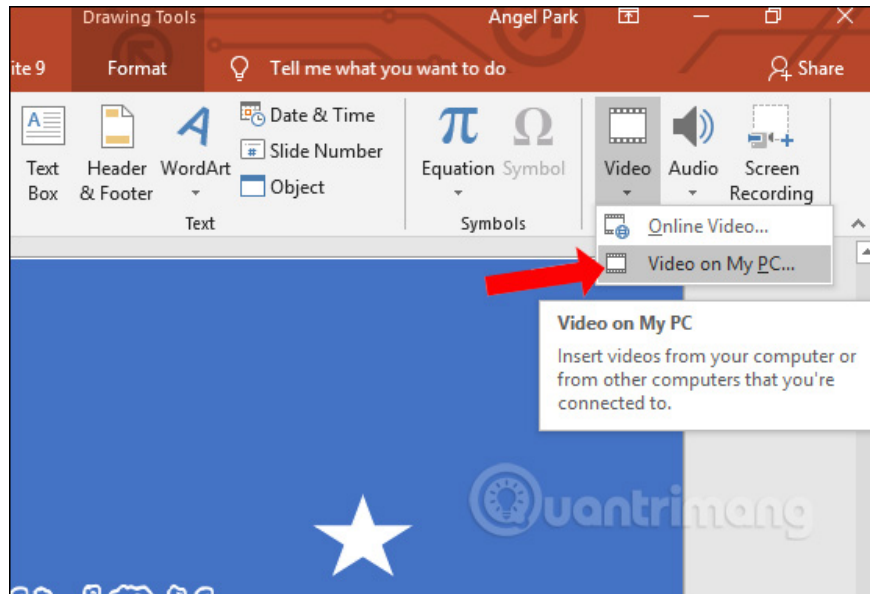 Drawing Tools
Angel Park
ite 9
Format
Tell me what you want to do
Share
Text Box
Header & Footer
WordArt
Date & Time
Slide Number
Object
Text
Equation
Symbol
Symbols
Video
Audio
Screen Recording
Online Video...
Video on My PC...
Video on My PC
Insert videos from your computer or
from other computers that you're
connected to.
Quantrimang